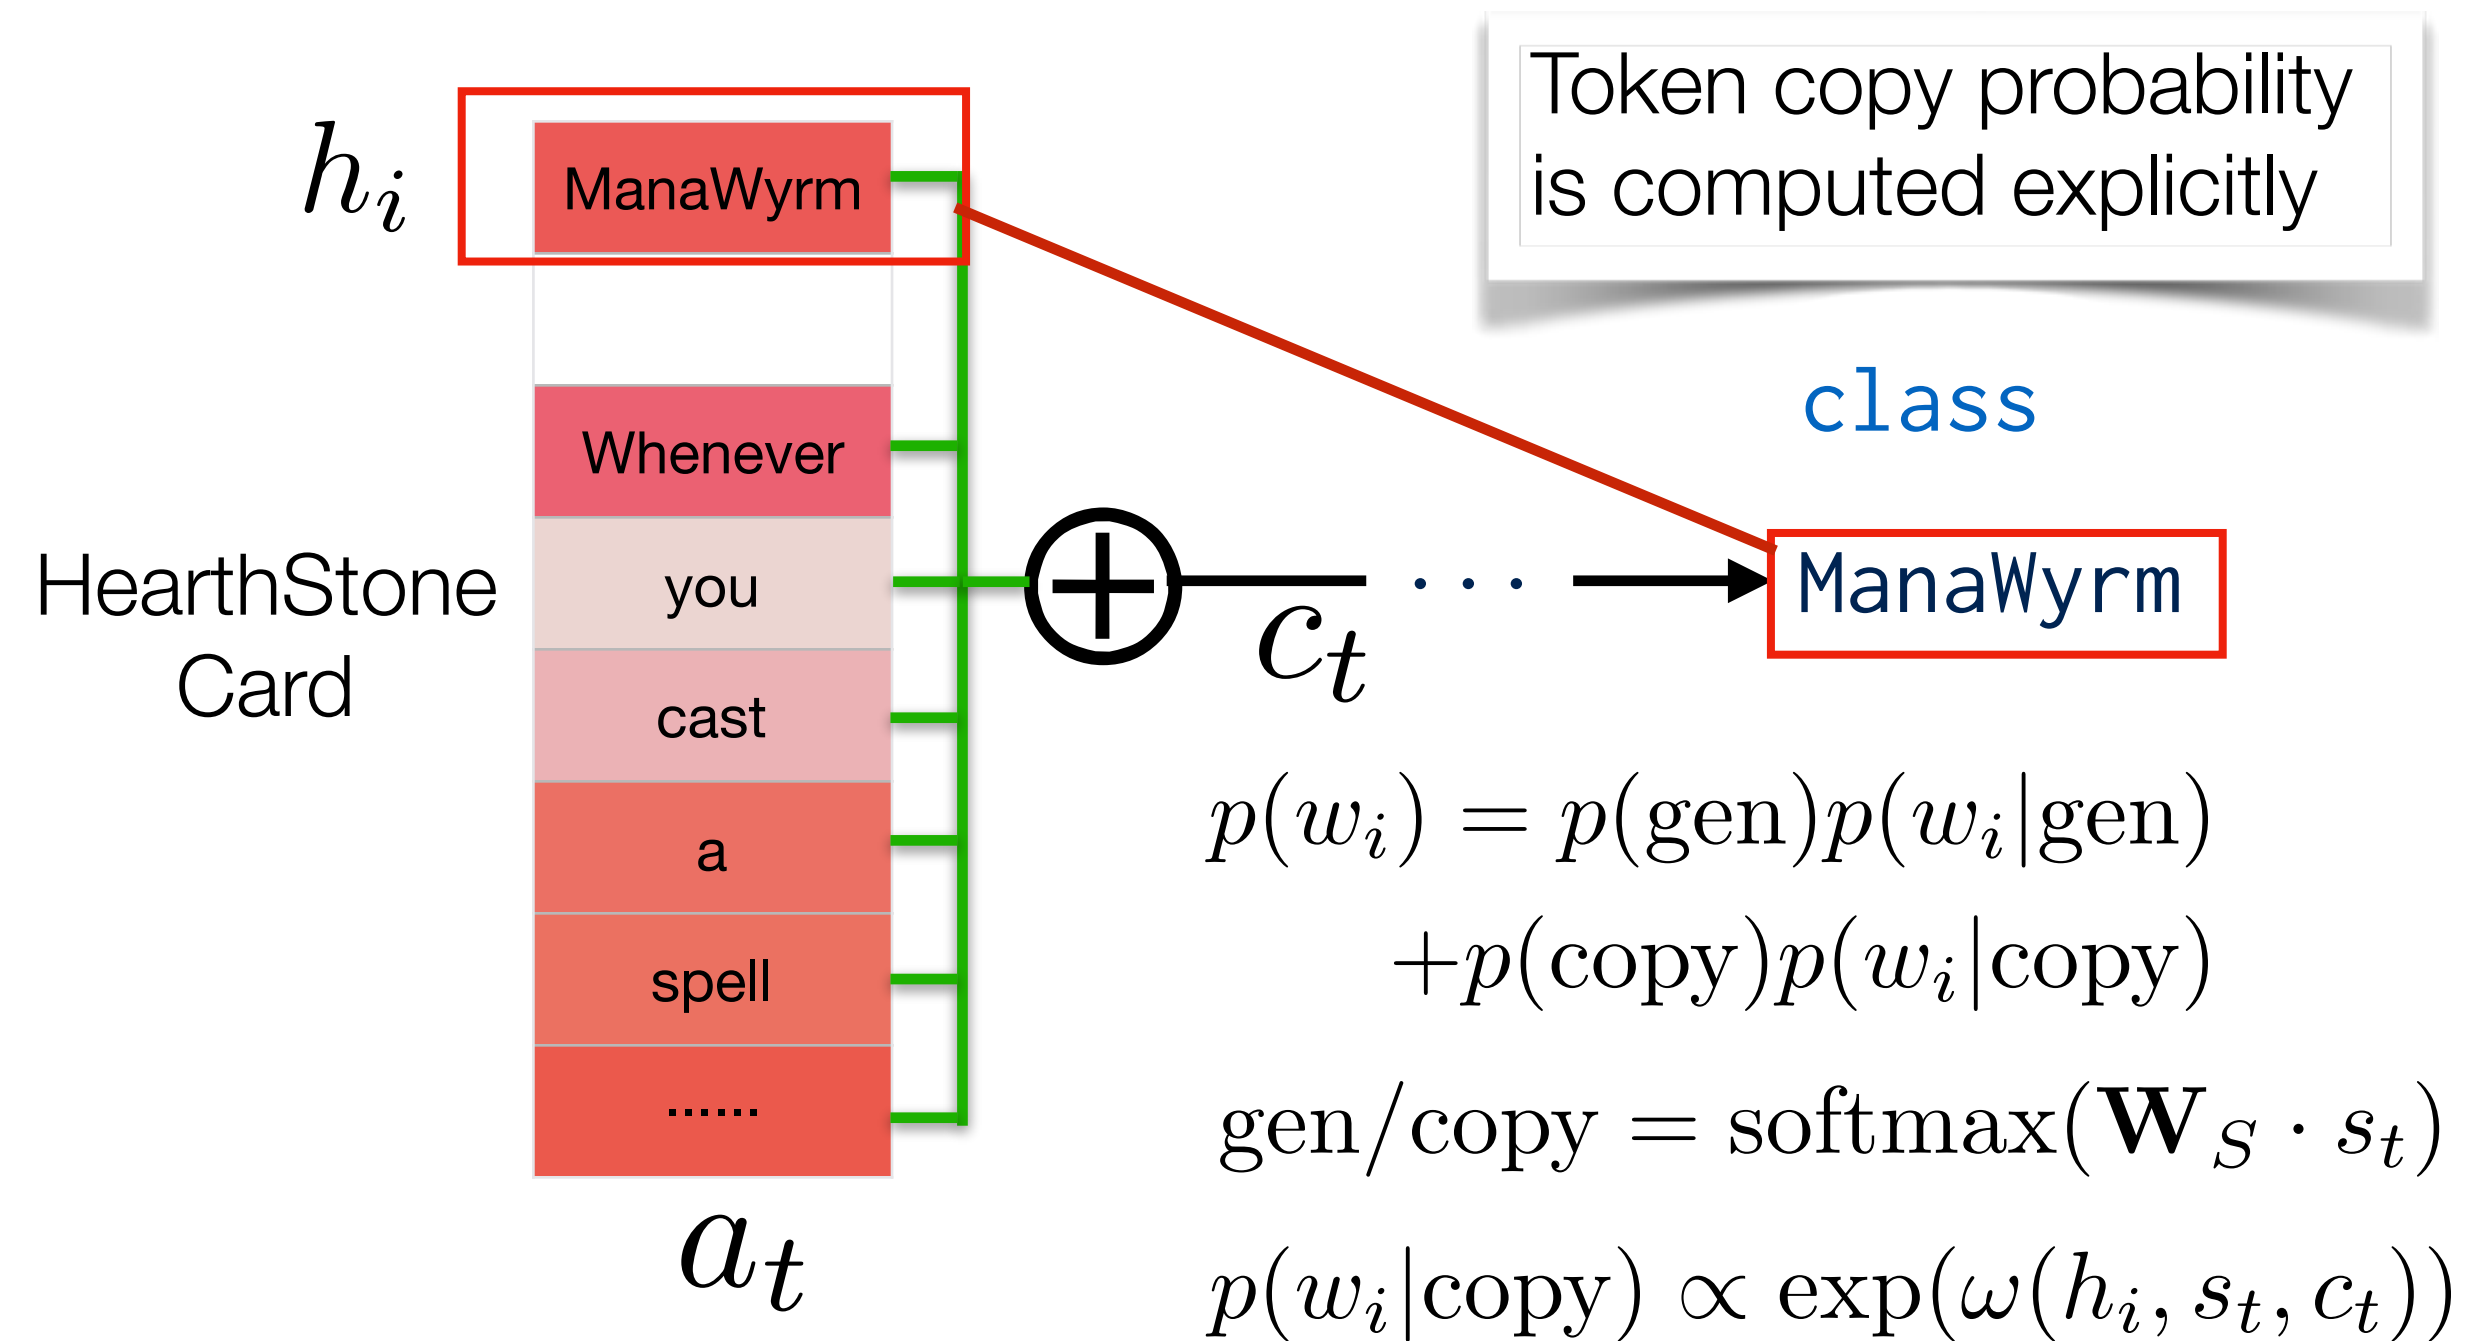 Token copy probability
is computed explicitly
h_i
ManaWyrm
Whenever
you
cast
a
spell
......
HearthStone
Card
a_t
c_t
...
class
ManaWyrm
p(w_i) = p(gen)p(w_i|gen)
+p(copy)p(w_i|copy)
gen/copy = softmax(W_S · s_t)
p(w_i|copy) ∝ exp(ω(h_i, s_t, c_t))